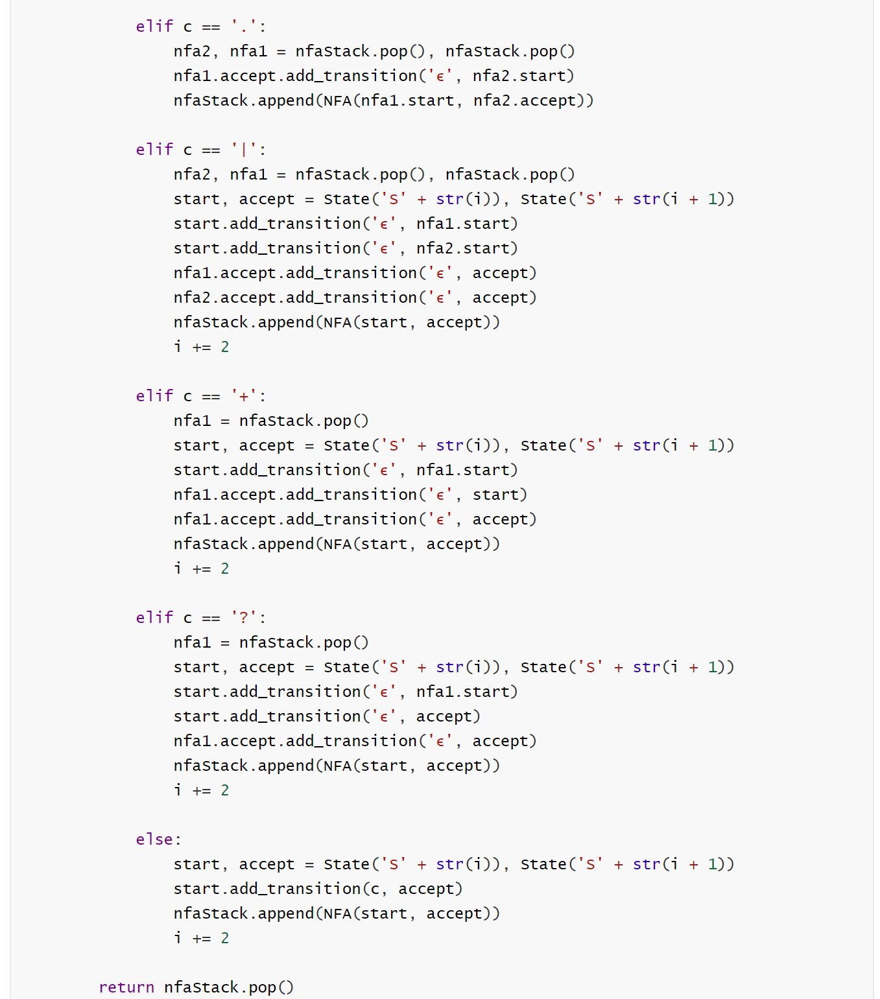 elif c == '.':
nfa2, nfa1 = nfaStack.pop(), nfaStack.pop()
nfa1.accept.add_transition('ϵ', nfa2.start)
nfaStack.append(NFA(nfa1.start, nfa2.accept))
elif c == '|':
nfa2, nfa1 = nfaStack.pop(), nfaStack.pop()
start, accept = State('S' + str(i)), State('S' + str(i + 1))
start.add_transition('ϵ', nfa1.start)
start.add_transition('ϵ', nfa2.start)
nfa1.accept.add_transition('ϵ', accept)
nfa2.accept.add_transition('ϵ', accept)
nfaStack.append(NFA(start, accept))
i += 2
elif c == '+':
nfa1 = nfaStack.pop()
start, accept = State('S' + str(i)), State('S' + str(i + 1))
start.add_transition('ϵ', nfa1.start)
nfa1.accept.add_transition('ϵ', start)
nfa1.accept.add_transition('ϵ', accept)
nfaStack.append(NFA(start, accept))
i += 2
elif c == '?':
nfa1 = nfaStack.pop()
start, accept = State('S' + str(i)), State('S' + str(i + 1))
start.add_transition('ϵ', nfa1.start)
start.add_transition('ϵ', accept)
nfa1.accept.add_transition('ϵ', accept)
nfaStack.append(NFA(start, accept))
i += 2
else:
start, accept = State('S' + str(i)), State('S' + str(i + 1))
start.add_transition(c, accept)
nfaStack.append(NFA(start, accept))
i += 2
return nfaStack.pop()